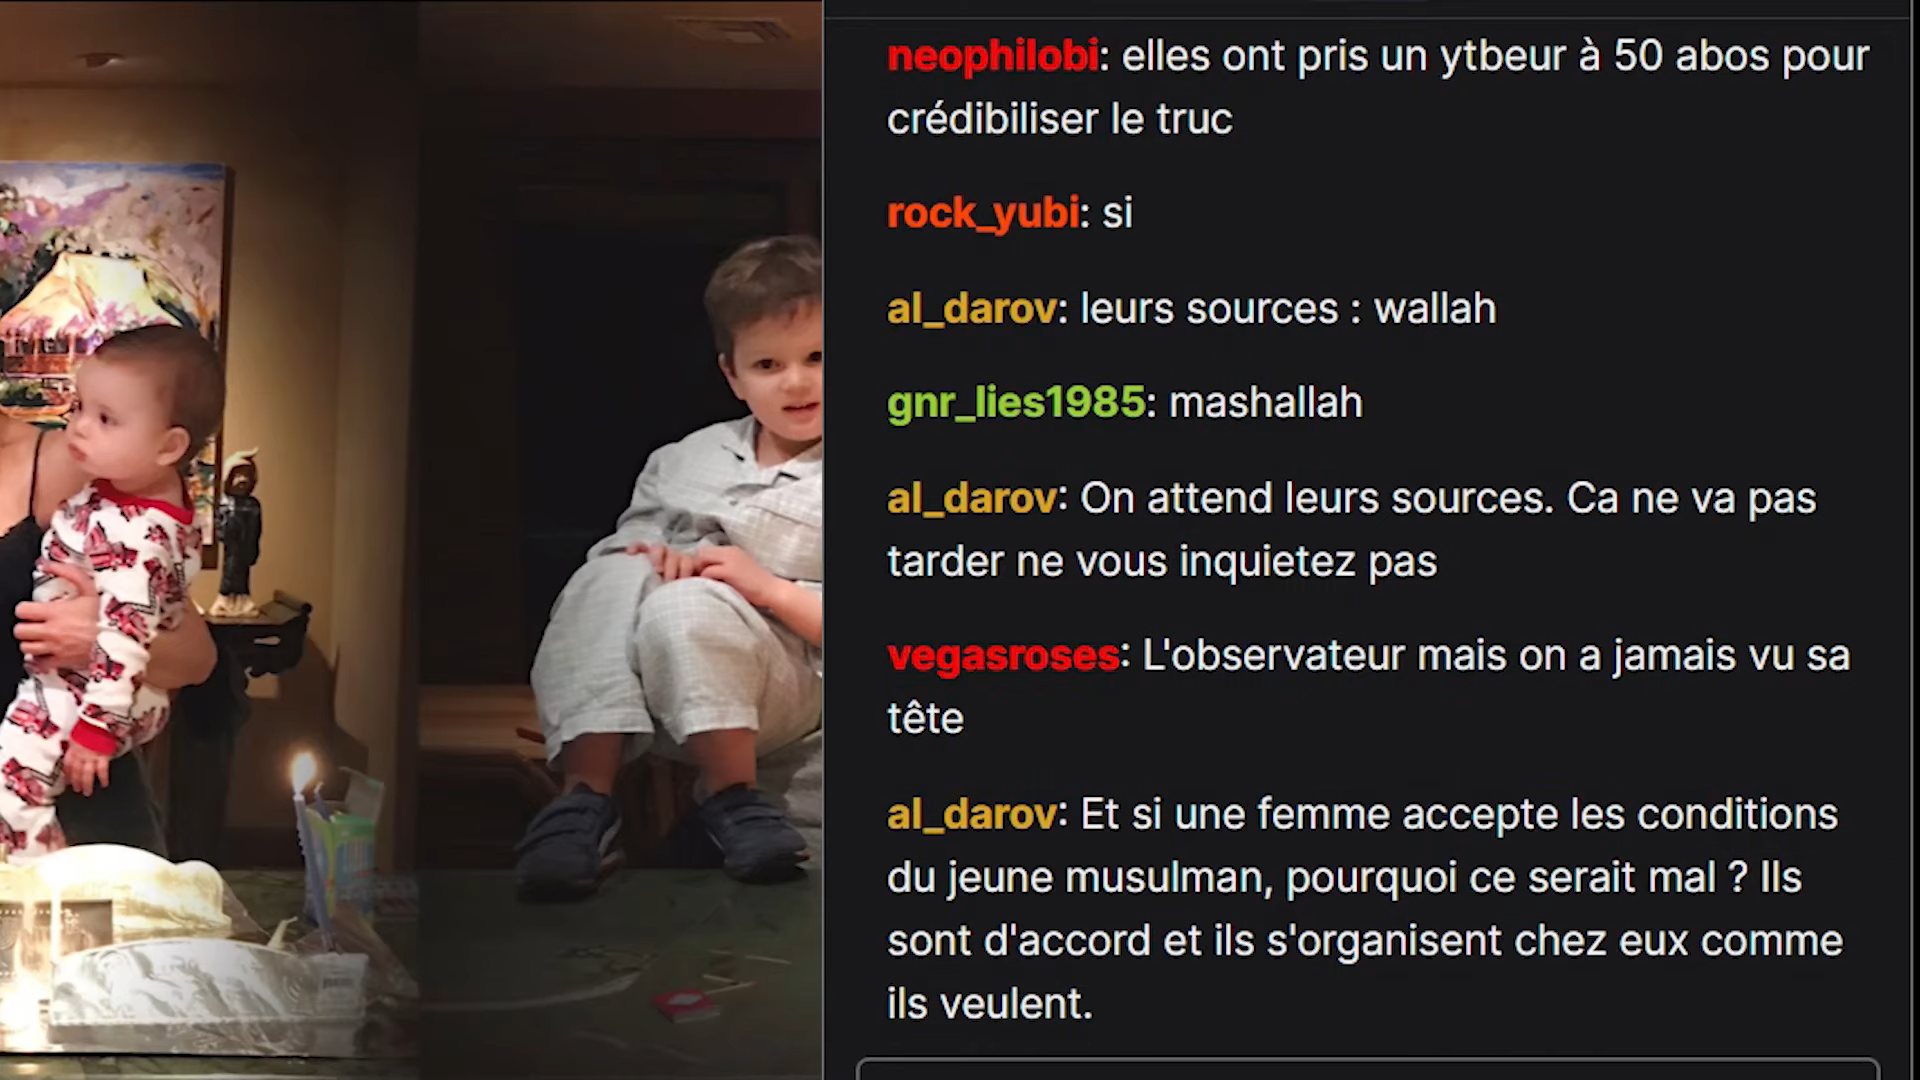 neophilobi: elles ont pris un ytbeur à 50 abos pour
crédibiliser le truc
rock_yubi: si
al_darov: leurs sources : wallah
gnr_lies1985: mashallah
al_darov: On attend leurs sources. Ca ne va pas
tarder ne vous inquietez pas
vegasroses: L'observateur mais on a jamais vu sa
tête
al_darov: Et si une femme accepte les conditions
du jeune musulman, pourquoi ce serait mal ? Ils
sont d'accord et ils s'organisent chez eux comme
ils veulent.